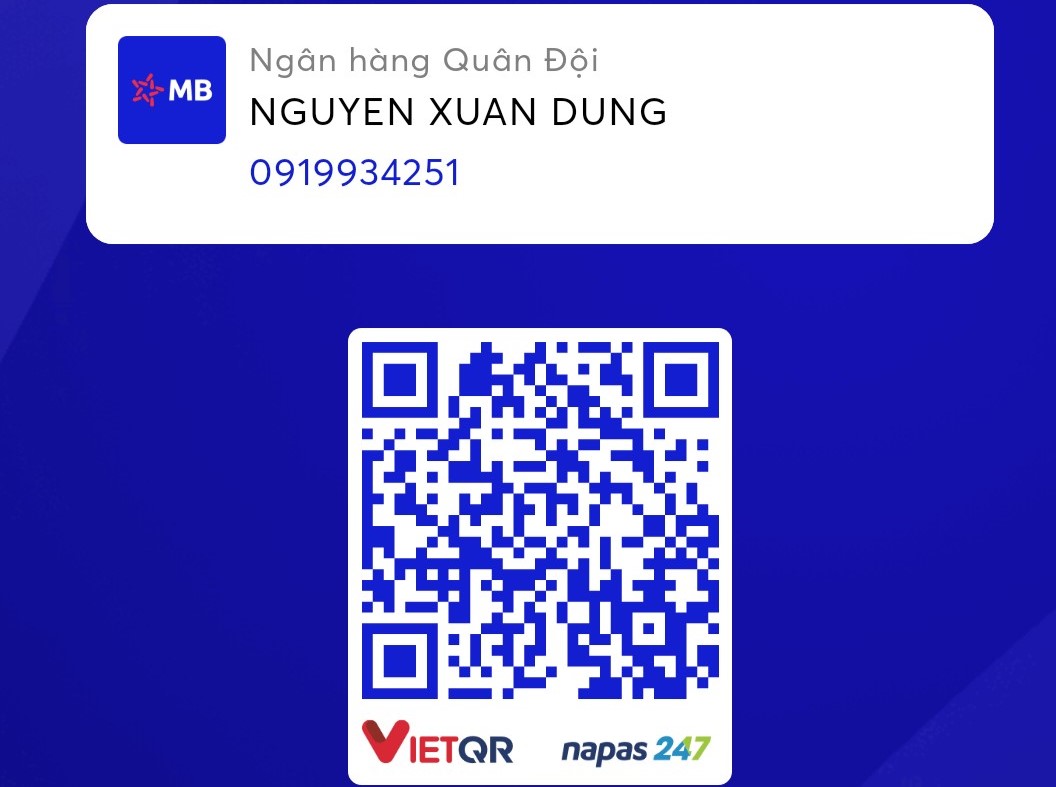 MB
Ngân hàng Quân Đội
NGUYEN XUAN DUNG
0919934251
VIETQR
napas 247